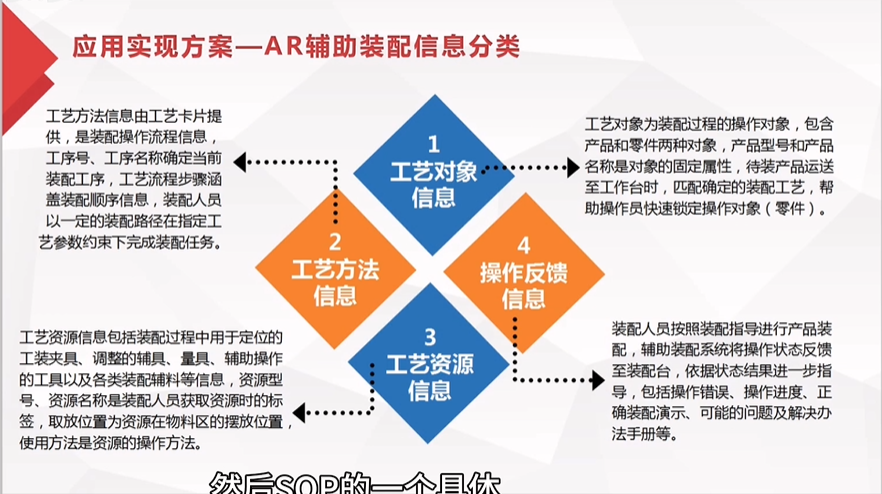 应用实现方案—AR辅助装配信息分类
工艺方法信息由工艺卡片提
供，是装配操作流程信息，
工序号、工序名称确定当前
装配工序，工艺流程步骤涵
盖装配顺序信息，装配人员
以一定的装配路径在指定工
艺参数约束下完成装配任务。
1
工艺对象
信息
工艺对象为装配过程的操作对象，包含
产品和零件两种对象，产品型号和产品
名称是对象的固定属性，待装产品运送
至工作台时，匹配确定的装配工艺，帮
助操作员快速锁定操作对象（零件）。
2
工艺方法
信息
4
操作反馈
信息
工艺资源信息包括装配过程中用于定位的
工装夹具、调整的辅具、量具、辅助操作
的工具以及各类装配辅料等信息，资源型
号、资源名称是装配人员获取资源时的标
签，取放位置为资源在物料区的摆放位置，
使用方法是资源的操作方法。
3
工艺资源
信息
装配人员按照装配指导进行产品装
配，辅助装配系统将操作状态反馈
至装配台，依据状态结果进一步指
导，包括操作错误、操作进度、正
确装配演示、可能的问题及解决办
法手册等。
然后SOP的一个具体